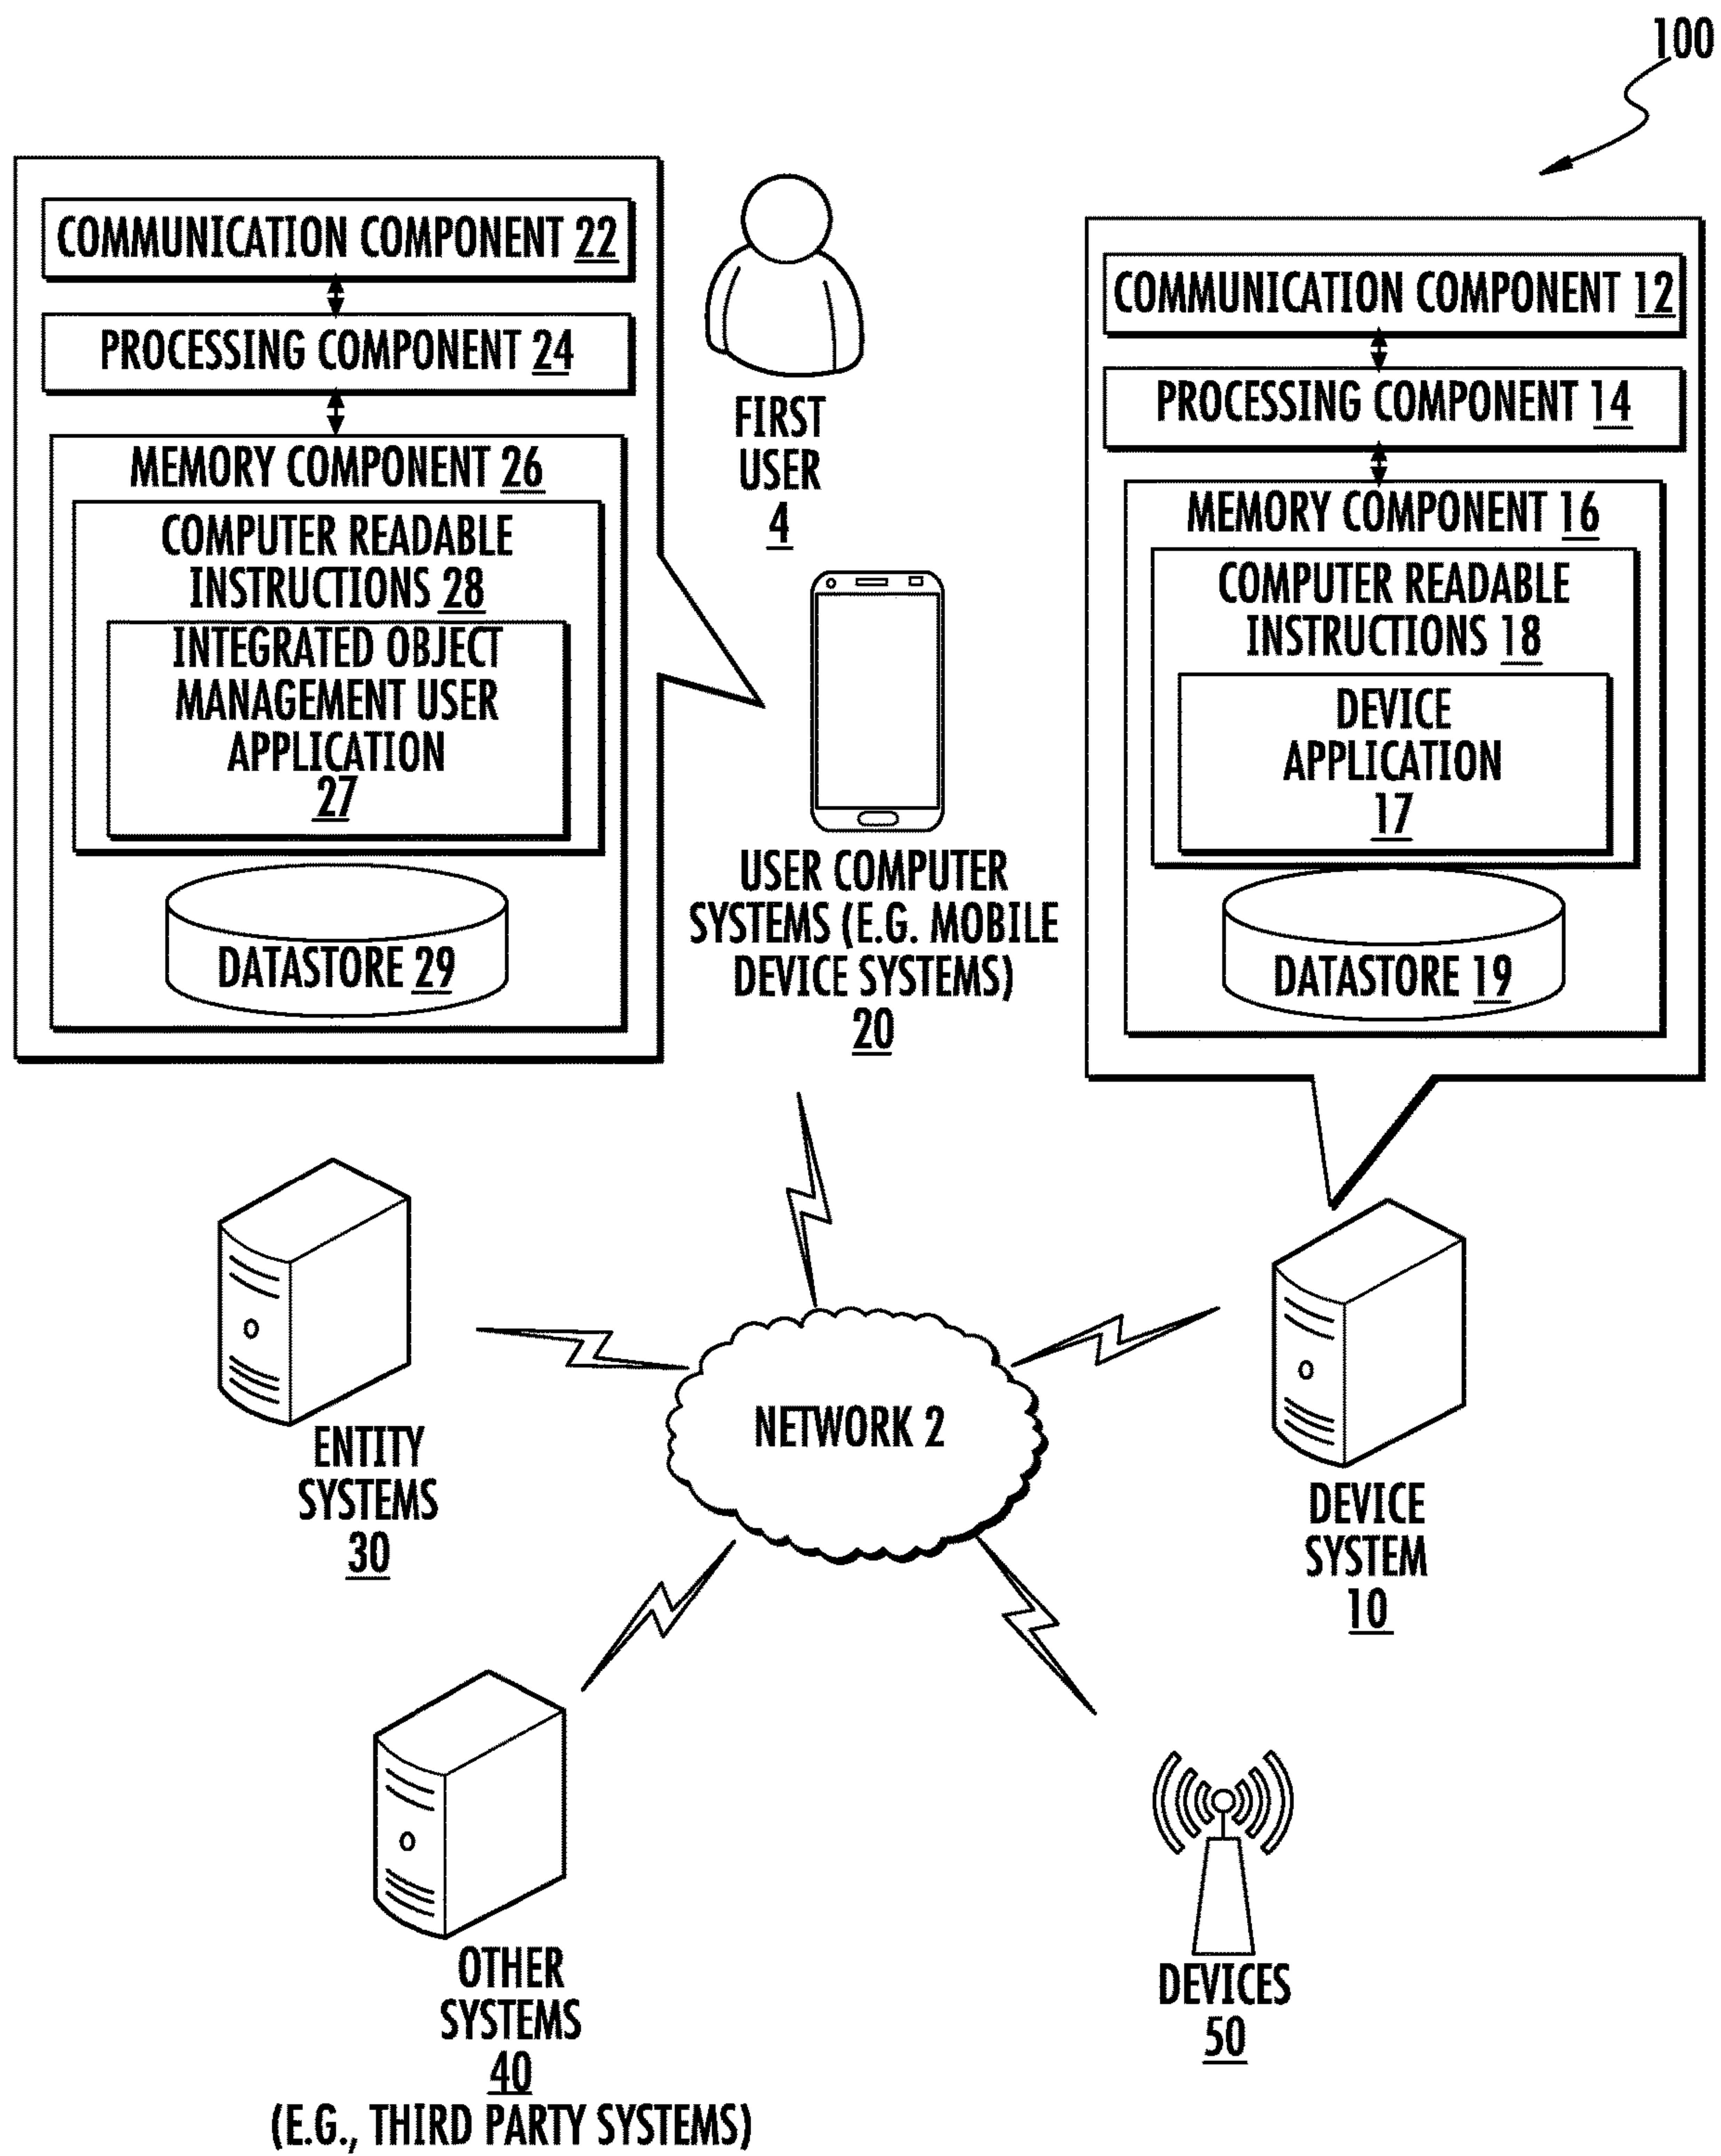 100
COMMUNICATION COMPONENT 22
PROCESSING COMPONENT 24
MEMORY COMPONENT 26
COMPUTER READABLE
INSTRUCTIONS 28
INTEGRATED OBJECT
MANAGEMENT USER
APPLICATION
27
DATASTORE 29
FIRST
USER
4
USER COMPUTER
SYSTEMS (E.G. MOBILE
DEVICE SYSTEMS)
20
COMMUNICATION COMPONENT 12
PROCESSING COMPONENT 14
MEMORY COMPONENT 16
COMPUTER READABLE
INSTRUCTIONS 18
DEVICE
APPLICATION
17
DATASTORE 19
ENTITY
SYSTEMS
30
NETWORK 2
DEVICE
SYSTEM
10
OTHER
SYSTEMS
40
(E.G., THIRD PARTY SYSTEMS)
DEVICES
50